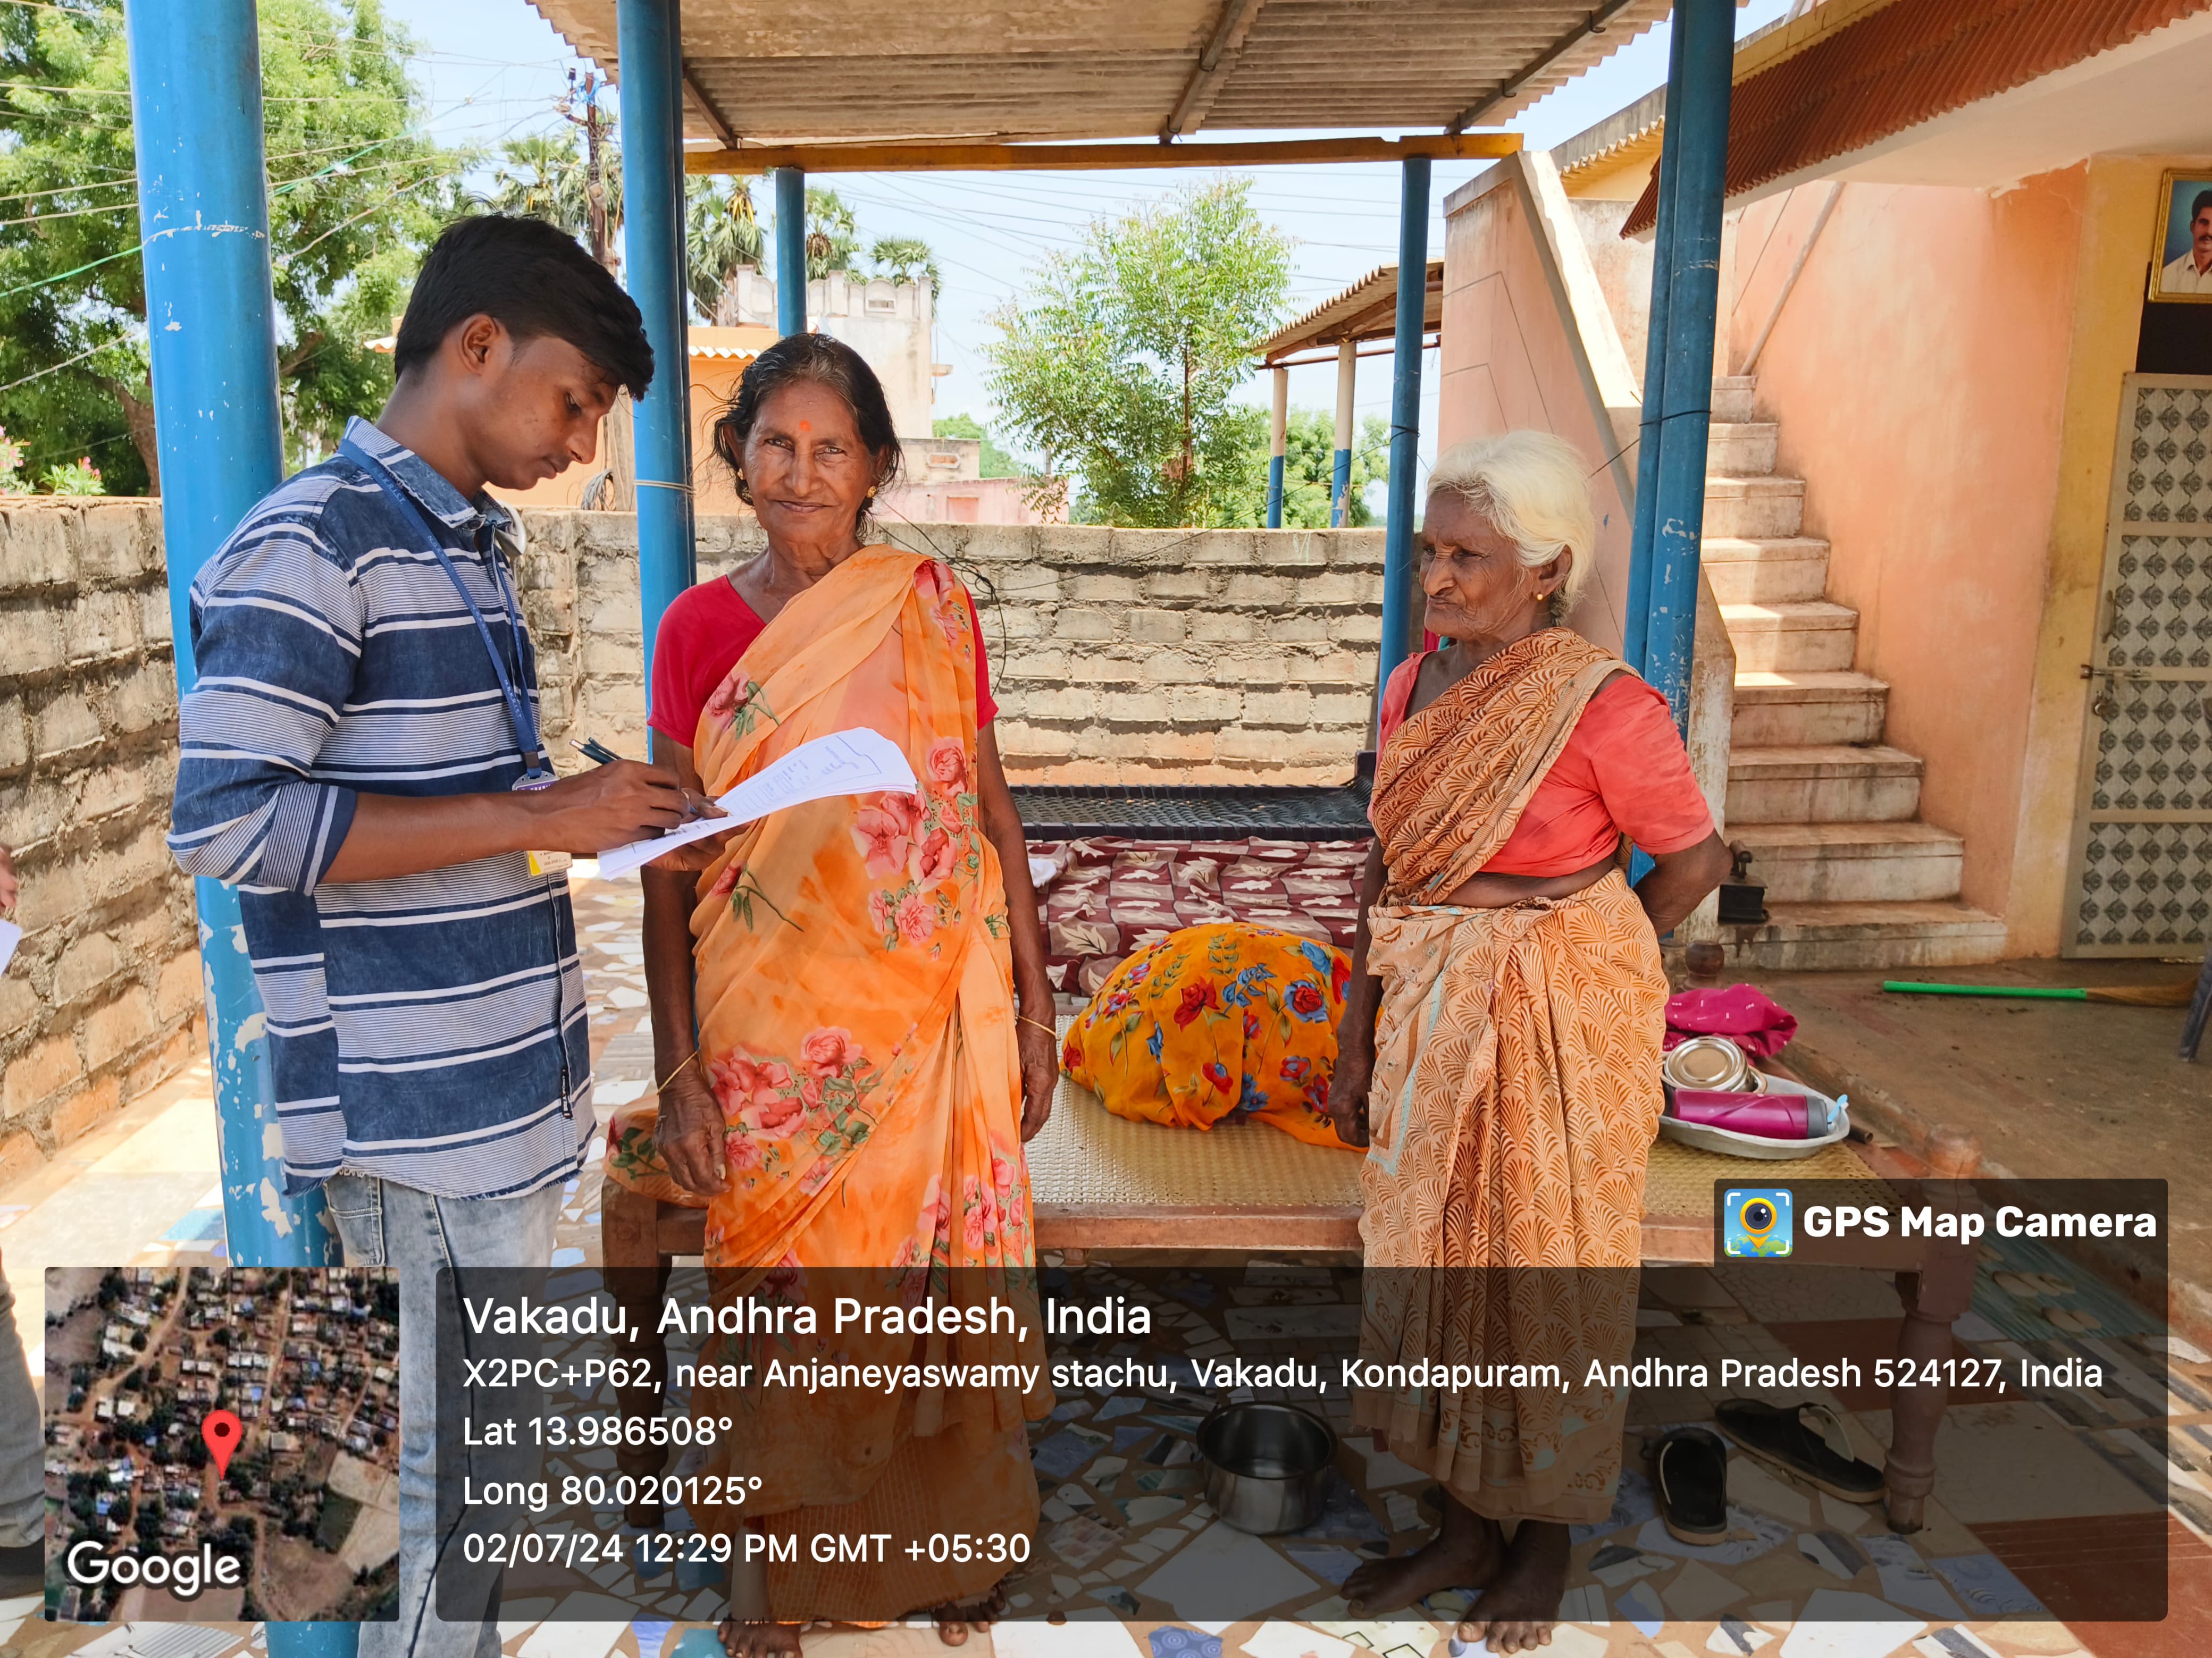 GPS Map Camera
Vakadu, Andhra Pradesh, India
X2PC+P62, near Anjaneyaswamy stachu, Vakadu, Kondapuram, Andhra Pradesh 524127, India
Lat 13.986508°
Long 80.020125°
02/07/24 12:29 PM GMT +05:30
Google